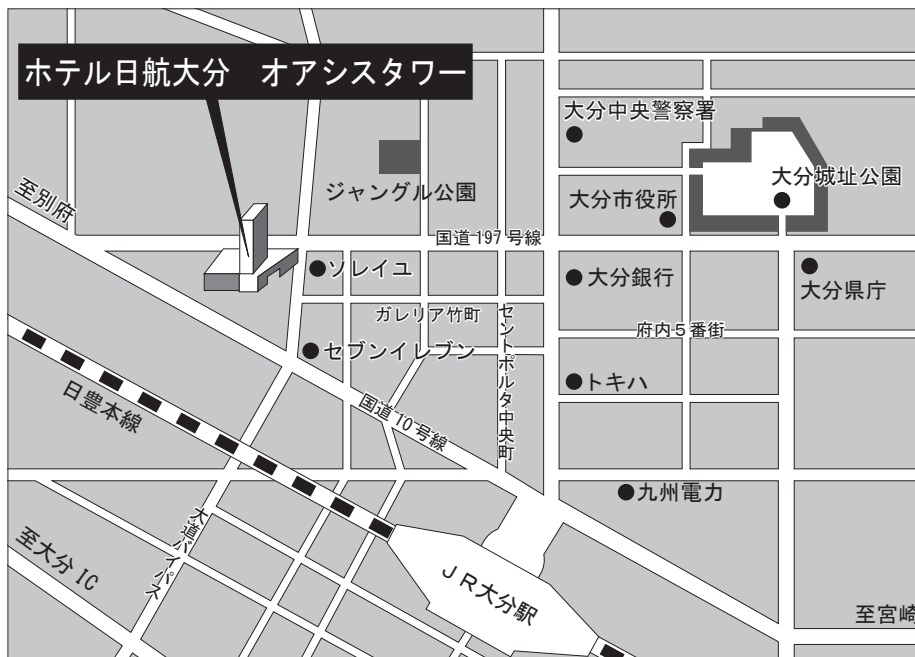 ホテル日航大分　オアシスタワー
大分中央警察署
大分城址公園
至別府
ジャングル公園
大分市役所
国道197号線
ソレイユ
大分銀行
大分県庁
ガレリア竹町
セントポルタ中央町
府内5番街
セブンイレブン
トキハ
日豊本線
国道10号線
九州電力
大道バイパス
至大分IC
JR大分駅
至宮崎